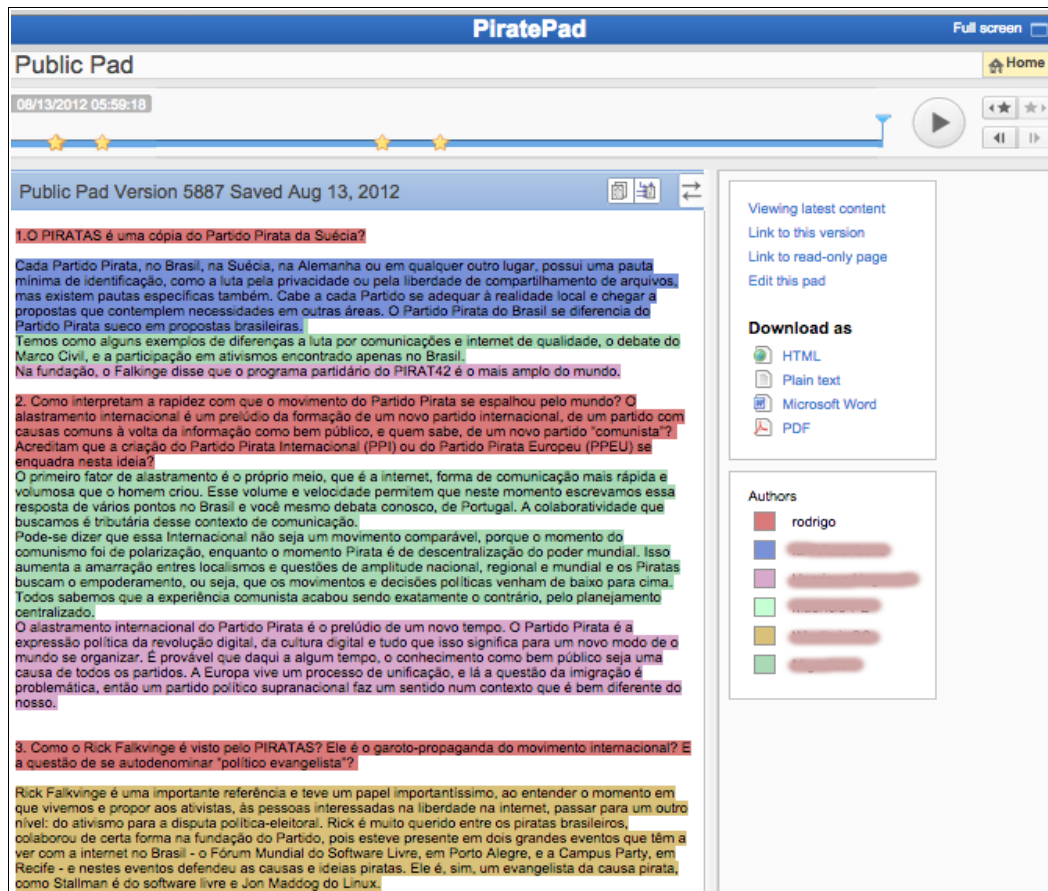 PiratePad
Full screen
Public Pad
Home
08/13/2012 05:59:18
Public Pad Version 5887 Saved Aug 13, 2012
1.O PIRATAS é uma cópia do Partido Pirata da Suécia?
Cada Partido Pirata, no Brasil, na Suécia, na Alemanha ou em qualquer outro lugar, possui uma pauta
mínima de identificação, como a luta pela privacidade ou pela liberdade de compartilhamento de arquivos,
mas existem pautas específicas também. Cabe a cada Partido se adequar à realidade local e chegar a
propostas que contemplem necessidades em outras áreas. O Partido Pirata do Brasil se diferencia do
Partido Pirata sueco em propostas brasileiras.
Temos como alguns exemplos de diferenças a luta por comunicações e internet de qualidade, o debate do
Marco Civil, e a participação em ativismos encontrado apenas no Brasil.
Na fundação, o Falkinge disse que o programa partidário do PIRAT42 é o mais amplo do mundo.
2. Como interpretam a rapidez com que o movimento do Partido Pirata se espalhou pelo mundo? O
alastramento internacional é um prelúdio da formação de um novo partido internacional, de um partido com
causas comuns à volta da informação como bem público, e quem sabe, de um novo partido "comunista"?
Acreditam que a criação do Partido Pirata Internacional (PPI) ou do Partido Pirata Europeu (PPEU) se
enquadra nesta ideia?
O primeiro fator de alastramento é o próprio meio, que é a internet, forma de comunicação mais rápida e
volumosa que o homem criou. Esse volume e velocidade permitem que neste momento escrevamos essa
resposta de vários pontos no Brasil e você mesmo debata conosco, de Portugal. A colaboratividade que
buscamos é tributária desse contexto de comunicação.
Pode-se dizer que essa Internacional não seja um movimento comparável, porque o momento do
comunismo foi de polarização, enquanto o momento Pirata é de descentralização do poder mundial. Isso
aumenta a amarração entres localismos e questões de amplitude nacional, regional e mundial e os Piratas
buscam o empoderamento, ou seja, que os movimentos e decisões políticas venham de baixo para cima.
Todos sabemos que a experiência comunista acabou sendo exatamente o contrário, pelo planejamento
centralizado.
O alastramento internacional do Partido Pirata é o prelúdio de um novo tempo. O Partido Pirata é a
expressão política da revolução digital, da cultura digital e tudo que isso significa para um novo modo de o
mundo se organizar. É provável que daqui a algum tempo, o conhecimento como bem público seja uma
causa de todos os partidos. A Europa vive um processo de unificação, e lá a questão da imigração é
problemática, então um partido político supranacional faz um sentido num contexto que é bem diferente do
nosso.
3. Como o Rick Falkvinge é visto pelo PIRATAS? Ele é o garoto-propaganda do movimento internacional? E
a questão de se autodenominar "político evangelista"?
Rick Falkvinge é uma importante referência e teve um papel importantíssimo, ao entender o momento em
que vivemos e propor aos ativistas, às pessoas interessadas na liberdade na internet, passar para um outro
nível: do ativismo para a disputa política-eleitoral. Rick é muito querido entre os piratas brasileiros,
colaborou de certa forma na fundação do Partido, pois esteve presente em dois grandes eventos que têm a
ver com a internet no Brasil - o Fórum Mundial do Software Livre, em Porto Alegre, e a Campus Party, em
Recife - e nestes eventos defendeu as causas e ideias piratas. Ele é, sim, um evangelista da causa pirata,
como Stallman é do software livre e Jon Maddog do Linux.
Viewing latest content
Link to this version
Link to read-only page
Edit this pad
Download as
HTML
Plain text
Microsoft Word
PDF
Authors
rodrigo